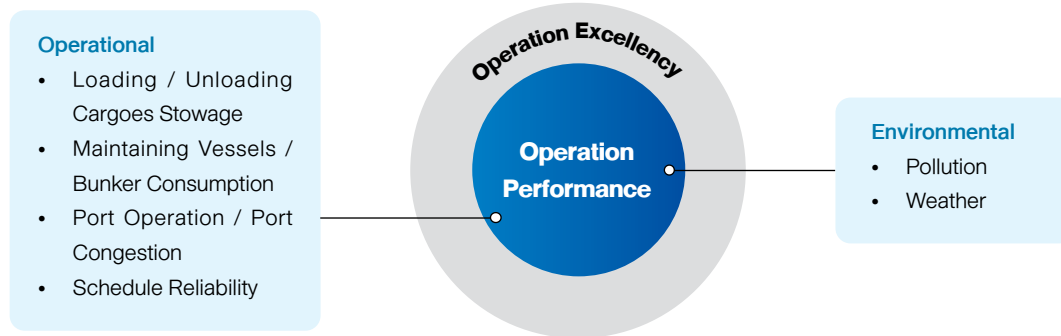 Operational
• Loading / Unloading
Cargoes Stowage
• Maintaining Vessels /
Bunker Consumption
• Port Operation / Port
Congestion
• Schedule Reliability
Operation Excellency
Operation
Performance
Environmental
• Pollution
• Weather